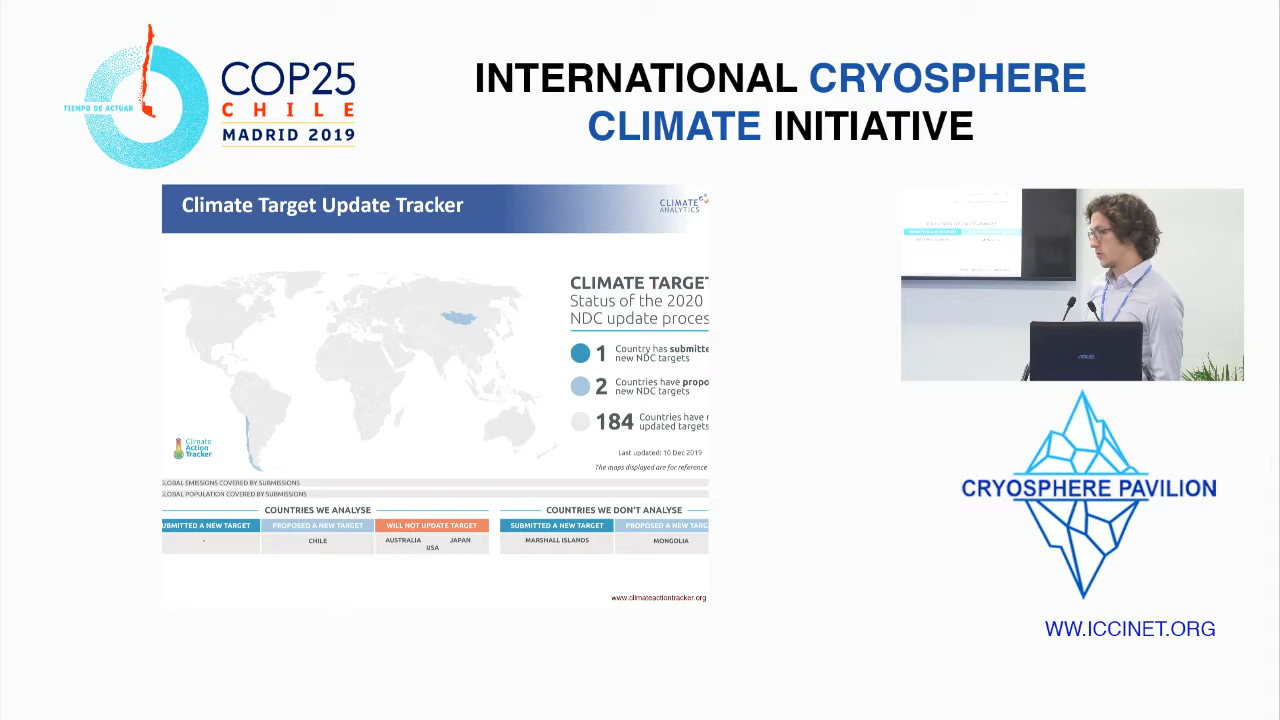 TIEMPO DE ACTUAR
COP25
CHILE
MADRID 2019
INTERNATIONAL CRYOSPHERE
CLIMATE INITIATIVE
Climate Target Update Tracker
CLIMATE
ANALYTICS
CLIMATE TARGET
Status of the 2020
NDC update proces
1 Country has submitte
new NDC targets
2 Countries have propo
new NDC targets
184 Countries have
updated targets
Last updated: 10 Dec 2019
The maps displayed are for reference
Climate
Action
Tracker
GLOBAL EMISSIONS COVERED BY SUBMISSIONS
GLOBAL POPULATION COVERED BY SUBMISSIONS
COUNTRIES WE ANALYSE
COUNTRIES WE DON'T ANALYSE
UBMITTED A NEW TARGET
PROPOSED A NEW TARGET
WILL NOT UPDATE TARGET
SUBMITTED A NEW TARGET
PROPOSED A NEW TARG
-
CHILE
AUSTRALIA JAPAN
USA
MARSHALL ISLANDS
MONGOLIA
www.climateactiontracker.org
ASUS
CRYOSPHERE PAVILION
WW.ICCINET.ORG